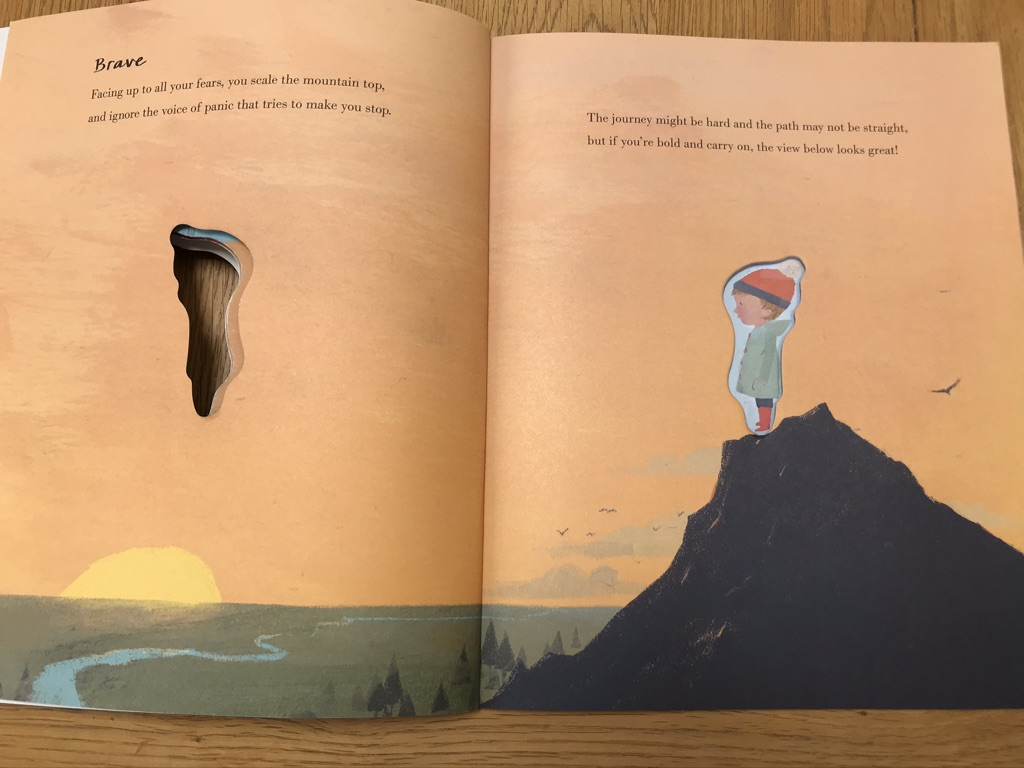 Brave
Facing up to all your fears, you scale the mountain top,
and ignore the voice of panic that tries to make you stop.
The journey might be hard and the path may not be straight,
but if you're bold and carry on, the view below looks great!